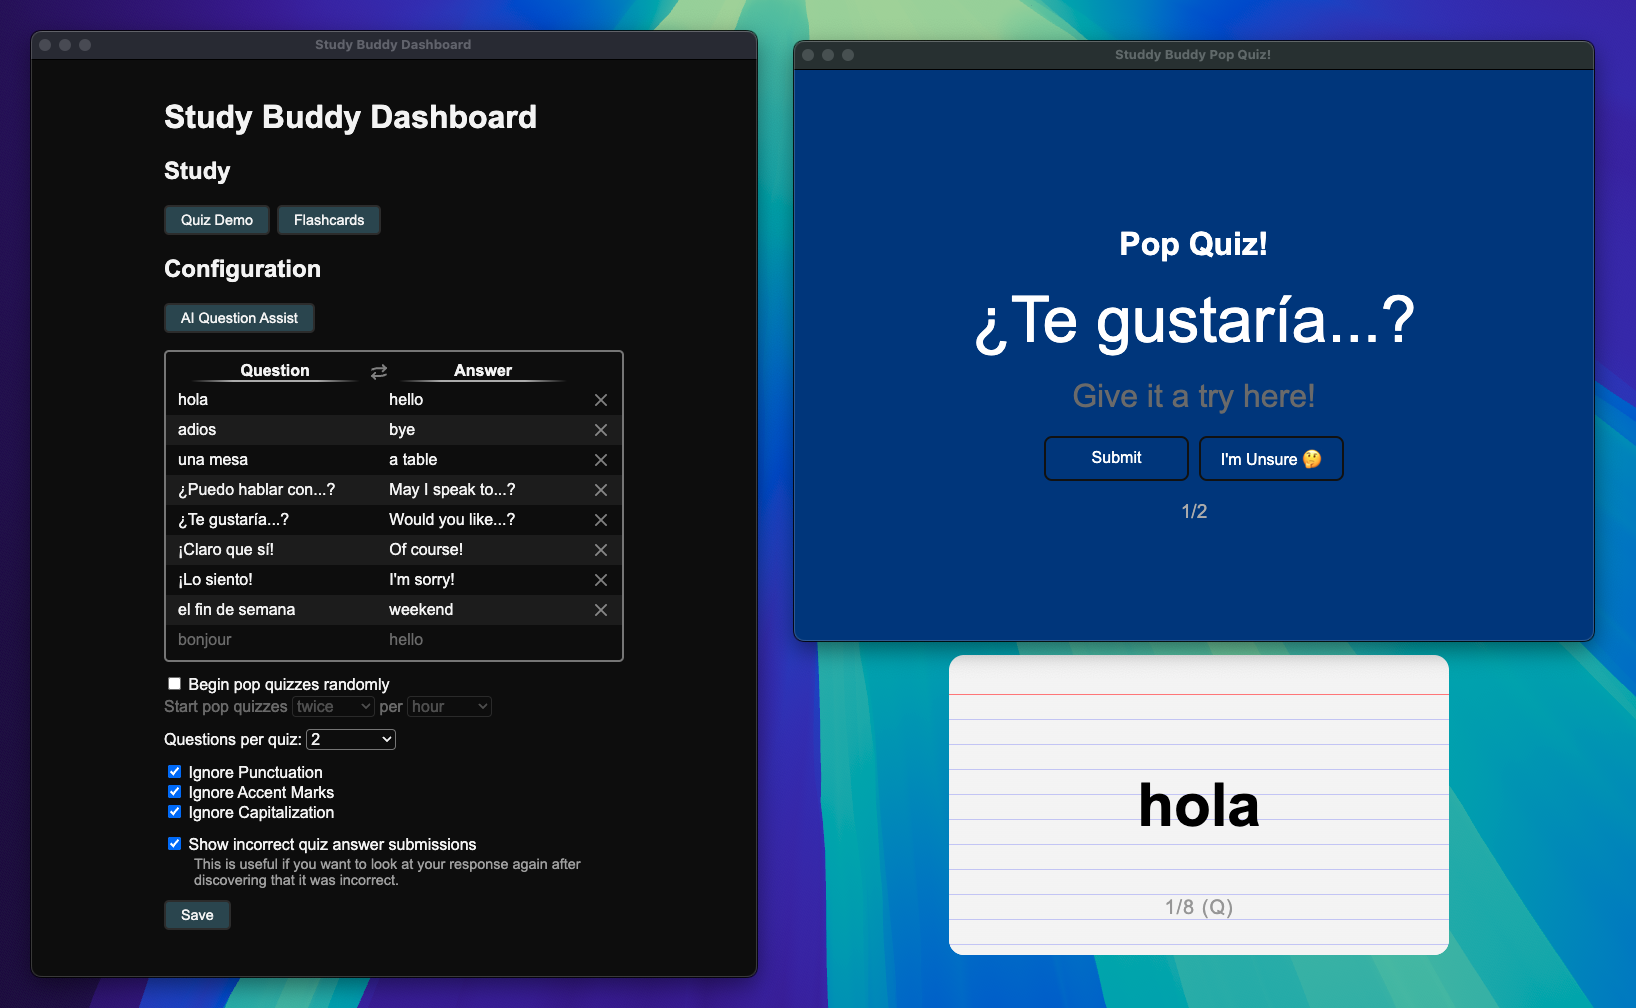 Study Buddy Dashboard
Study Buddy Dashboard
Study
Quiz Demo Flashcards
Configuration
AI Question Assist
Question Answer
hola hello
adios bye
una mesa a table
¿Puedo hablar con...? May I speak to...?
¿Te gustaría...? Would you like...?
¡Claro que sí! Of course!
¡Lo siento! I'm sorry!
el fin de semana weekend
bonjour hello
Begin pop quizzes randomly
Start pop quizzes twice per hour
Questions per quiz: 2
Ignore Punctuation
Ignore Accent Marks
Ignore Capitalization
Show incorrect quiz answer submissions
This is useful if you want to look at your response again after
discovering that it was incorrect.
Save
Studdy Buddy Pop Quiz!
Pop Quiz!
¿Te gustaría...?
Give it a try here!
Submit I'm Unsure 🤔
1/2
hola
1/8 (Q)